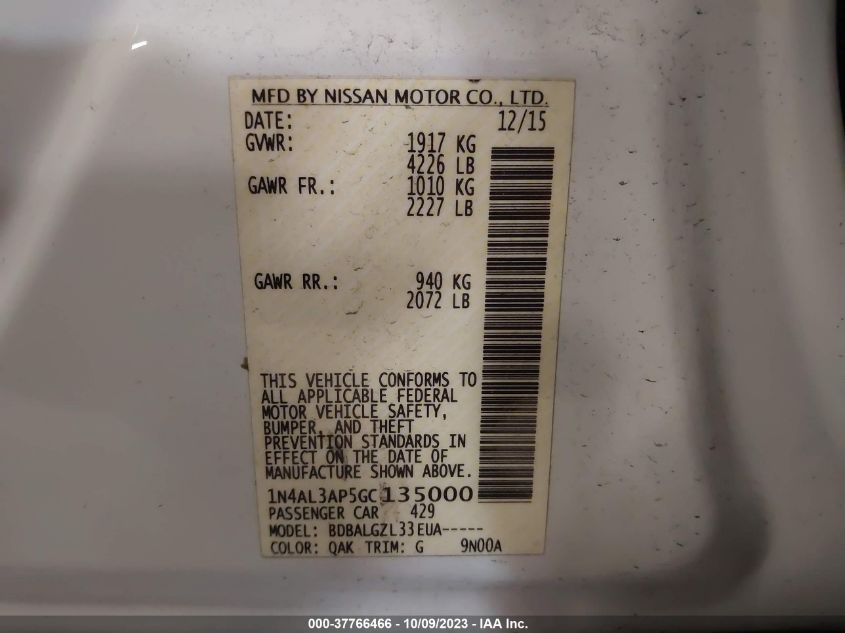 MFD BY NISSAN MOTOR CO., LTD.
DATE: 12/15
GVWR: 1917 KG
4226 LB
GAWR FR.: 1010 KG
2227 LB
GAWR RR.: 940 KG
2072 LB
THIS VEHICLE CONFORMS TO
ALL APPLICABLE FEDERAL
MOTOR VEHICLE SAFETY,
BUMPER, AND THEFT
PREVENTION STANDARDS IN
EFFECT ON THE DATE OF
MANUFACTURE SHOWN ABOVE.
1N4AL3AP5GC135000
PASSENGER CAR 429
MODEL: BDBALGZL33EUA-----
COLOR: QAK TRIM: G 9N00A
000-37766466 - 10/09/2023 - IAA Inc.